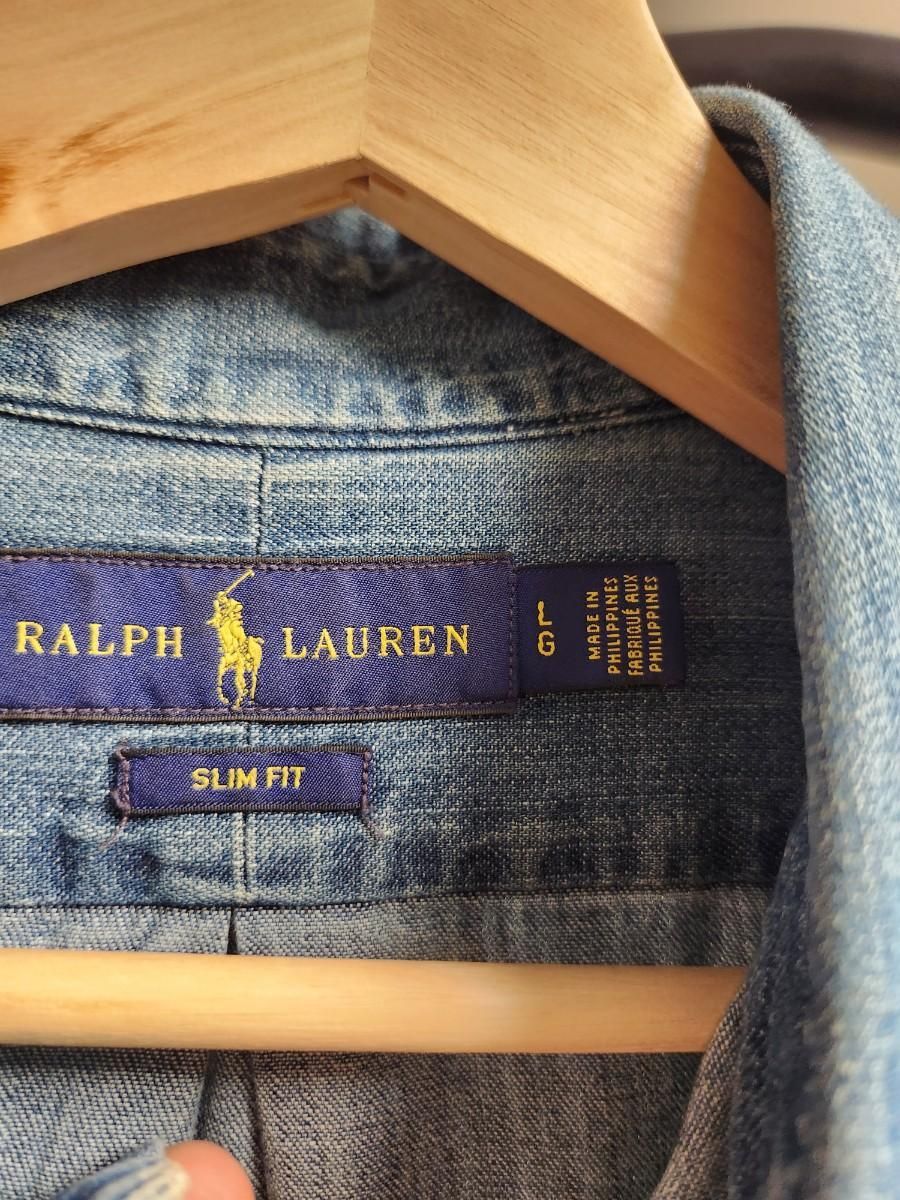 RALPH LAUREN
L
G
MADE IN
PHILIPPINES
FABRIQUÉ AUX
PHILIPPINES
SLIM FIT